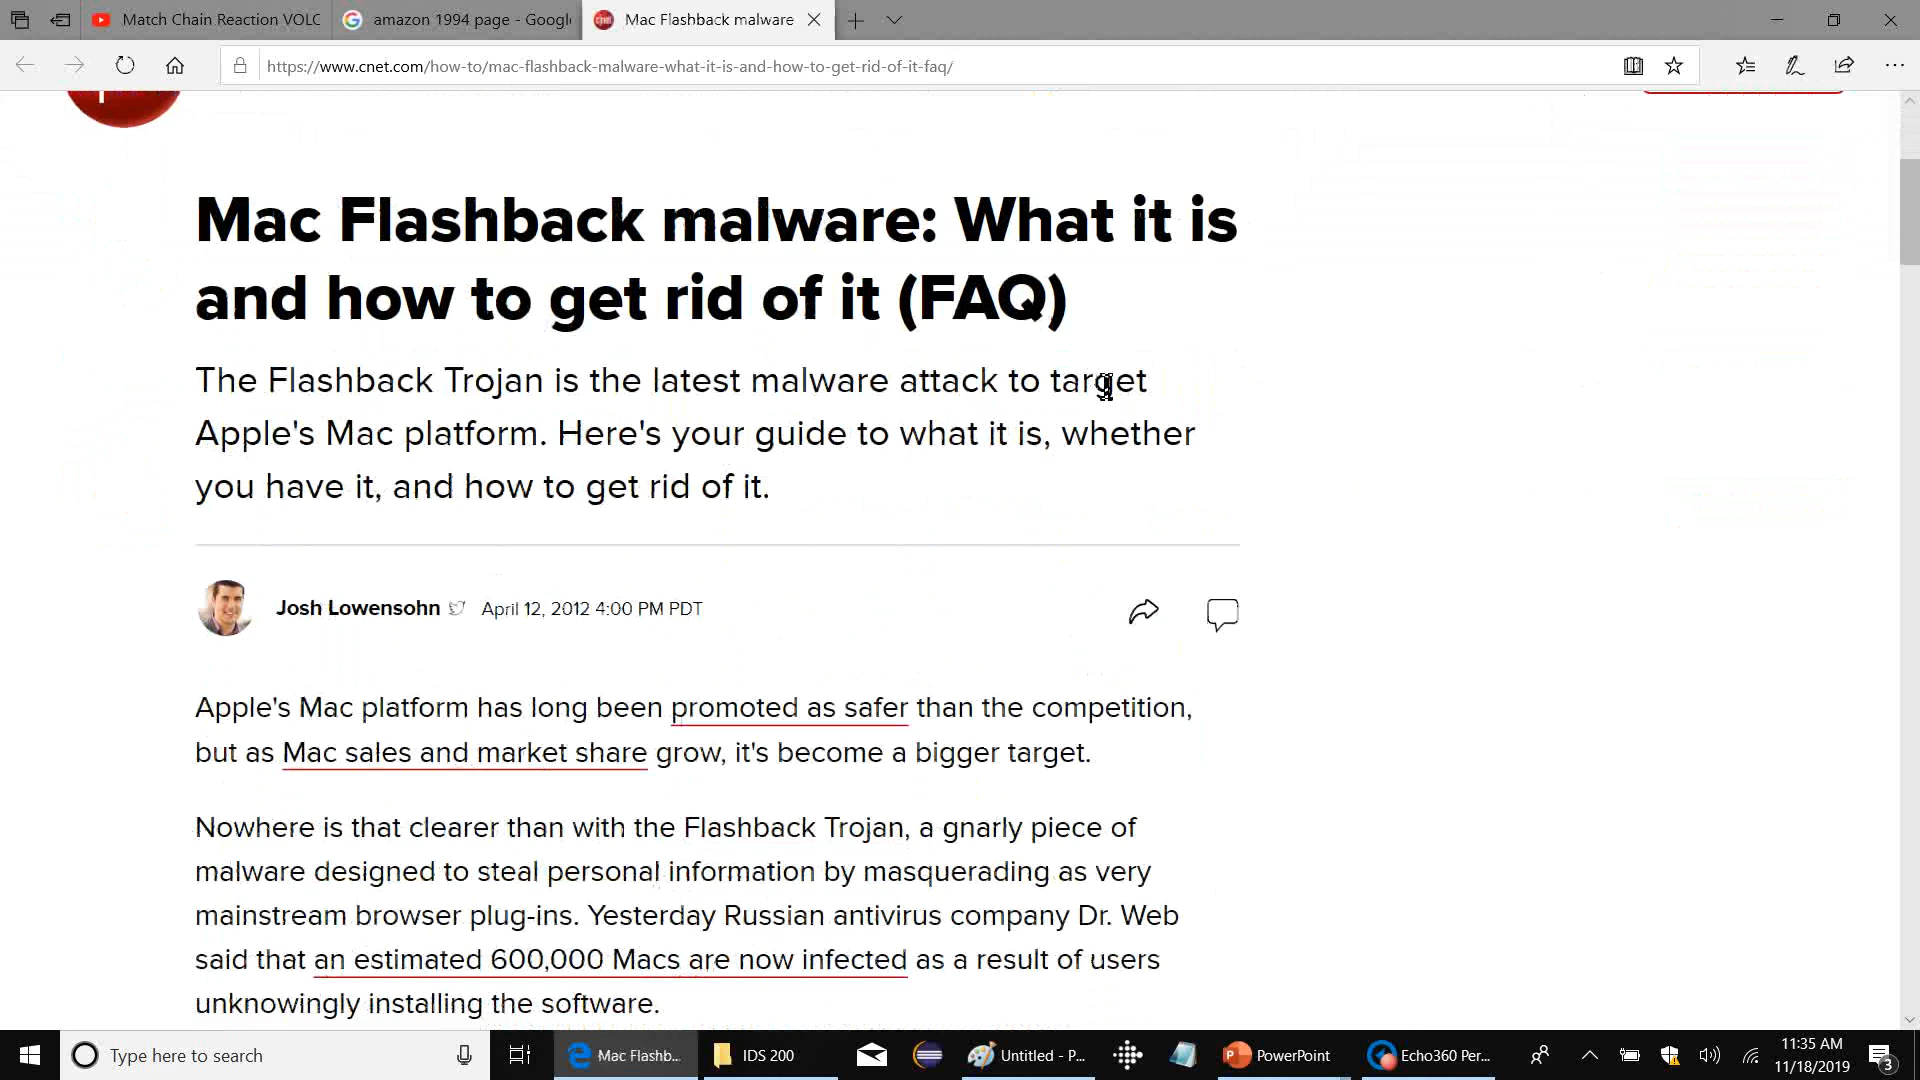 Match Chain Reaction VOLC
amazon 1994 page - Googl
Mac Flashback malware
https://www.cnet.com/how-to/mac-flashback-malware-what-it-is-and-how-to-get-rid-of-it-faq/
Mac Flashback malware: What it is
and how to get rid of it (FAQ)
The Flashback Trojan is the latest malware attack to target
Apple's Mac platform. Here's your guide to what it is, whether
you have it, and how to get rid of it.
Josh Lowensohn April 12, 2012 4:00 PM PDT
Apple's Mac platform has long been promoted as safer than the competition,
but as Mac sales and market share grow, it's become a bigger target.
Nowhere is that clearer than with the Flashback Trojan, a gnarly piece of
malware designed to steal personal information by masquerading as very
mainstream browser plug-ins. Yesterday Russian antivirus company Dr. Web
said that an estimated 600,000 Macs are now infected as a result of users
unknowingly installing the software.
Type here to search
Mac Flashb...
IDS 200
Untitled - P...
PowerPoint
Echo360 Per...
11:35 AM
11/18/2019
3